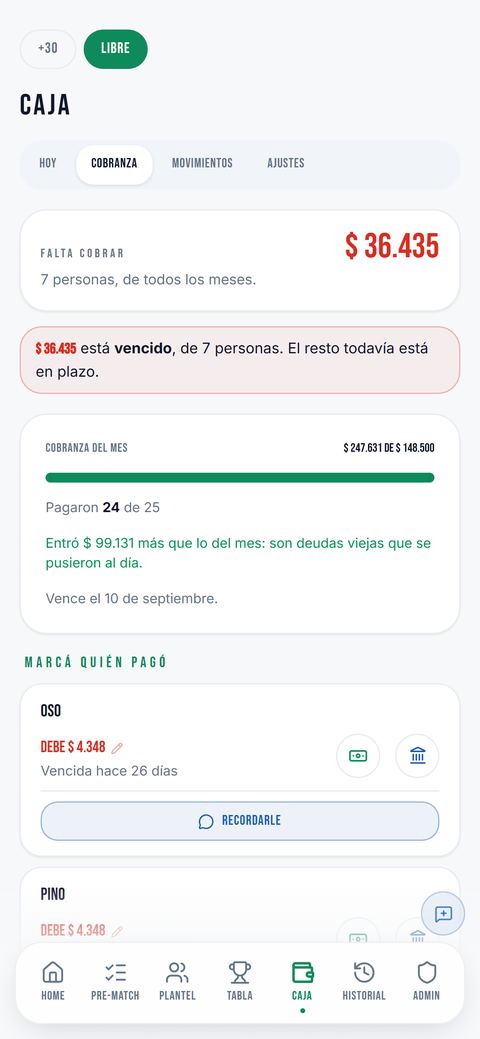 +30 LIBRE
CAJA
HOY COBRANZA MOVIMIENTOS AJUSTES
FALTA COBRAR $ 36.435
7 personas, de todos los meses.
$ 36.435 está vencido, de 7 personas. El resto todavía está
en plazo.
COBRANZA DEL MES $ 247.631 DE $ 148.500
Pagaron 24 de 25
Entró $ 99.131 más que lo del mes: son deudas viejas que se
pusieron al día.
Vence el 10 de septiembre.
MARCÁ QUIÉN PAGÓ
OSO
DEBE $ 4.348
Vencida hace 26 días
RECORDARLE
PINO
DEBE $ 4.348
HOME PRE-MATCH PLANTEL TABLA CAJA HISTORIAL ADMIN